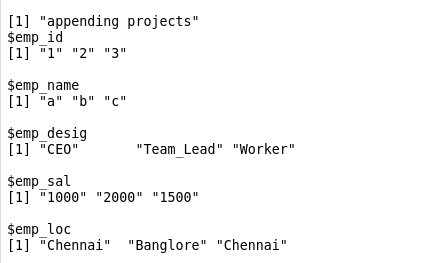 [1] "appending projects"
$emp_id
[1] "1" "2" "3"

$emp_name
[1] "a" "b" "c"

$emp_desig
[1] "CEO"       "Team_Lead" "Worker"

$emp_sal
[1] "1000" "2000" "1500"

$emp_loc
[1] "Chennai"  "Banglore" "Chennai"